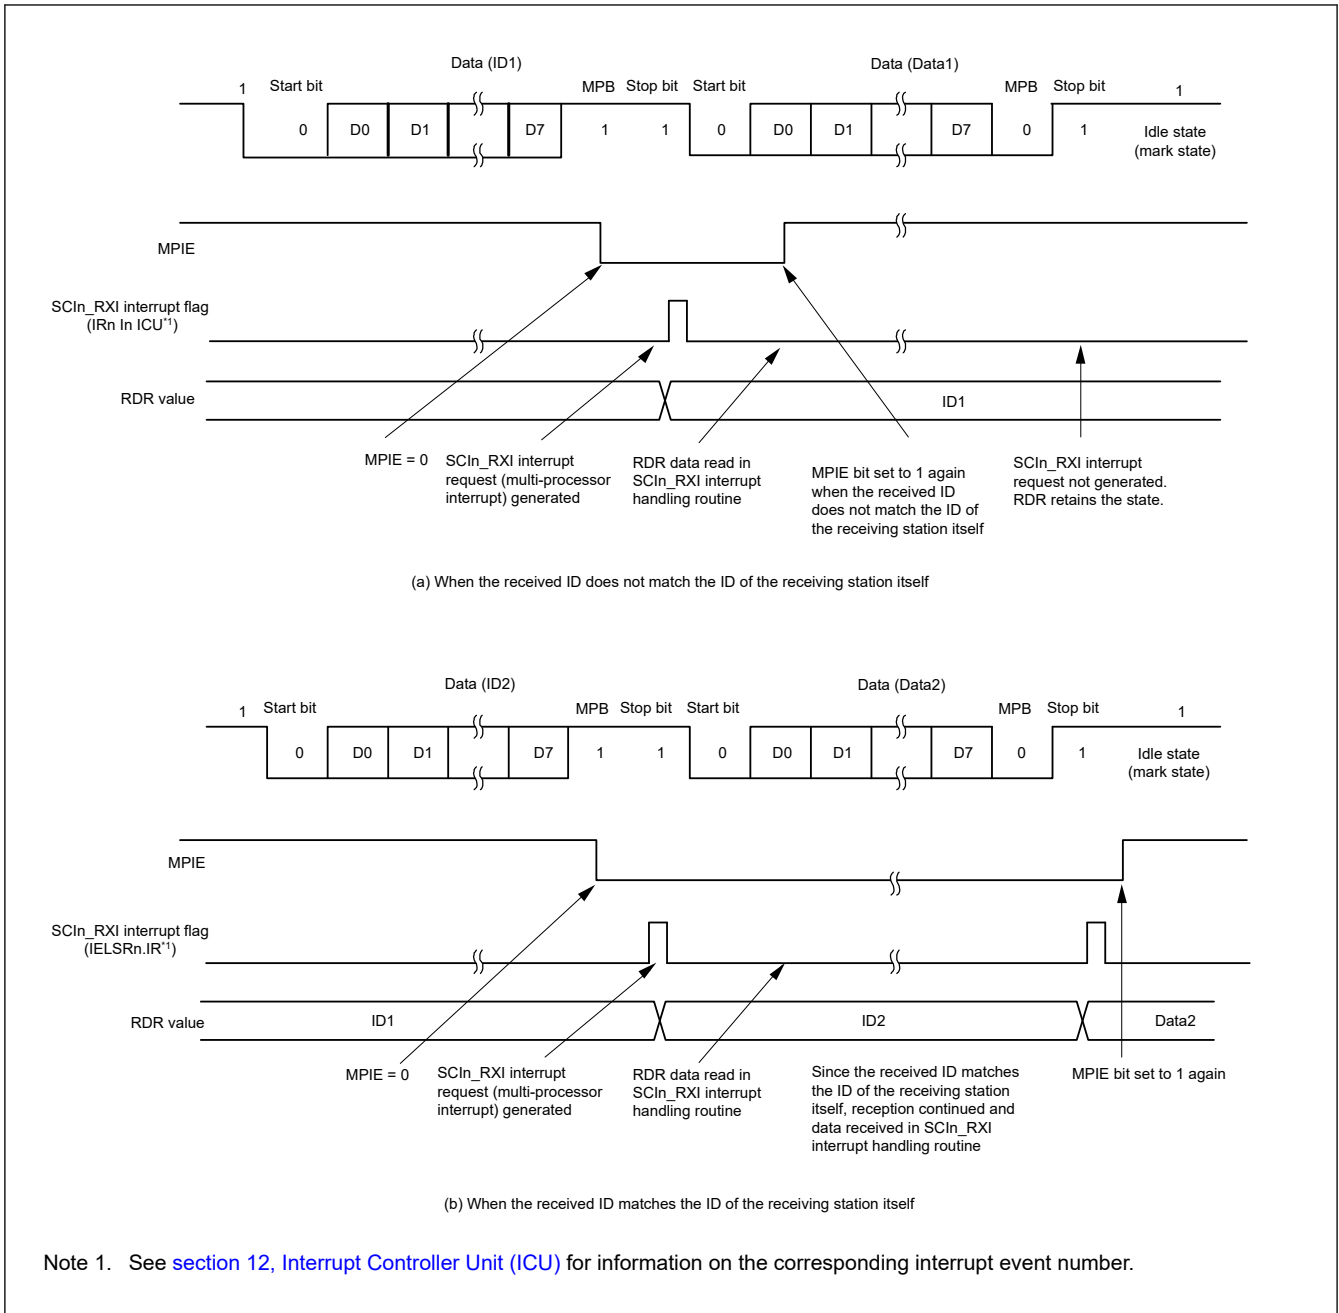 Data (ID1) Data (Data1)
1 Start bit MPB Stop bit Start bit MPB Stop bit 1
0 D0 D1 D7 1 1 0 D0 D1 D7 0 1 Idle state
(mark state)
MPIE
SCIn_RXI interrupt flag
(IRn In ICU*1)
RDR value ID1
MPIE = 0
SCIn_RXI interrupt
request (multi-processor
interrupt) generated
RDR data read in
SCIn_RXI interrupt
handling routine
MPIE bit set to 1 again
when the received ID
does not match the ID of
the receiving station itself
SCIn_RXI interrupt
request not generated.
RDR retains the state.
(a) When the received ID does not match the ID of the receiving station itself
Data (ID2) Data (Data2)
1 Start bit MPB Stop bit Start bit MPB Stop bit 1
0 D0 D1 D7 1 1 0 D0 D1 D7 0 1 Idle state
(mark state)
MPIE
SCIn_RXI interrupt flag
(IELSRn.IR*1)
RDR value ID1 ID2 Data2
MPIE = 0
SCIn_RXI interrupt
request (multi-processor
interrupt) generated
RDR data read in
SCIn_RXI interrupt
handling routine
Since the received ID matches
the ID of the receiving station
itself, reception continued and
data received in SCIn_RXI
interrupt handling routine
MPIE bit set to 1 again
(b) When the received ID matches the ID of the receiving station itself
Note 1. See section 12, Interrupt Controller Unit (ICU) for information on the corresponding interrupt event number.